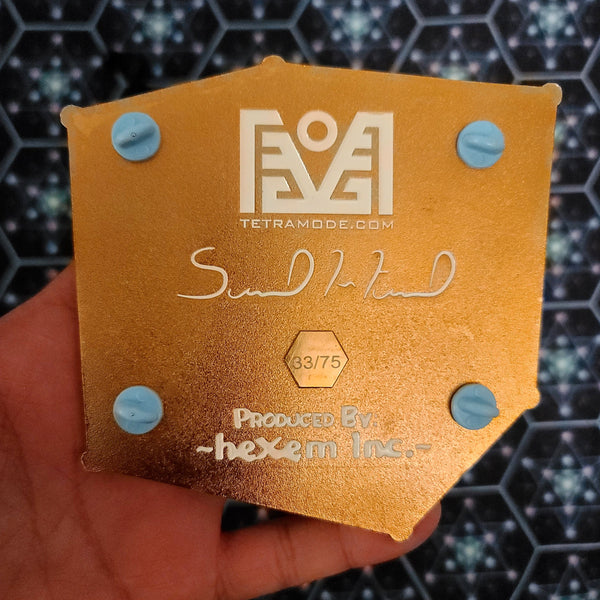 TETRAMODE.COM
33/75
PRODUCED BY
~hexem Inc.~